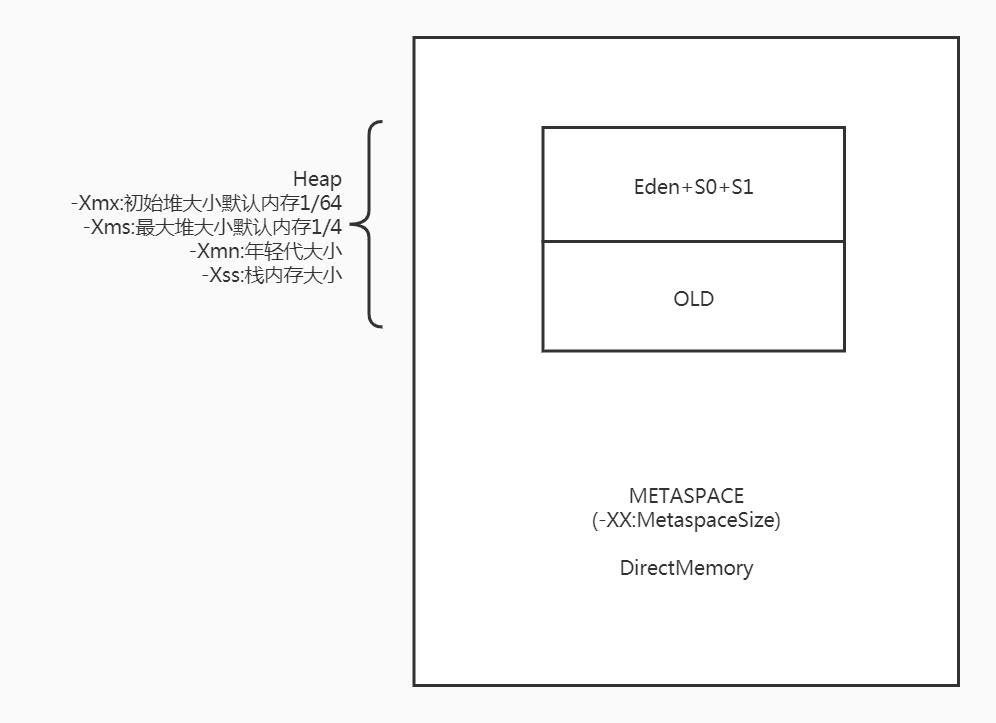 Heap
-Xmx:初始堆大小默认内存1/64
-Xms:最大堆大小默认内存1/4
-Xmn:年轻代大小
-Xss:栈内存大小
Eden+S0+S1
OLD
METASPACE
(-XX:MetaspaceSize)
DirectMemory